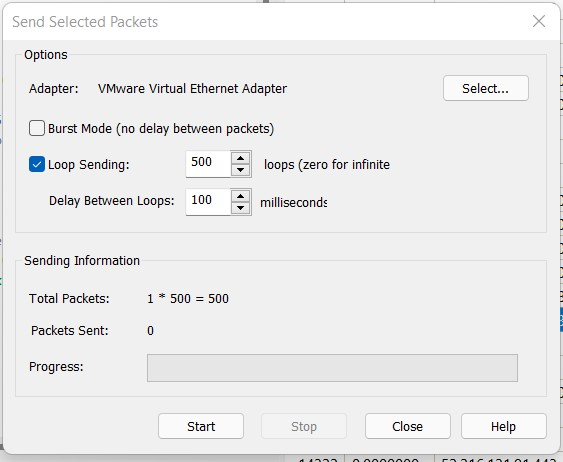 Send Selected Packets
Options
Adapter: VMware Virtual Ethernet Adapter Select...
Burst Mode (no delay between packets)
Loop Sending: 500 loops (zero for infinite
Delay Between Loops: 100 milliseconds
Sending Information
Total Packets: 1 * 500 = 500
Packets Sent: 0
Progress:
Start Stop Close Help